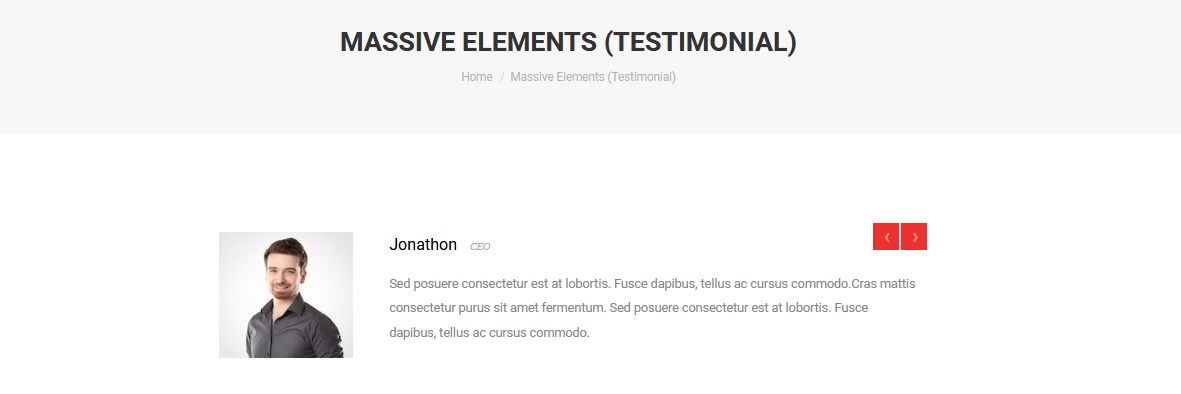 MASSIVE ELEMENTS (TESTIMONIAL)
Home / Massive Elements (Testimonial)
Jonathon CEO
Sed posuere consectetur est at lobortis. Fusce dapibus, tellus ac cursus commodo.Cras mattis
consectetur purus sit amet fermentum. Sed posuere consectetur est at lobortis. Fusce
dapibus, tellus ac cursus commodo.